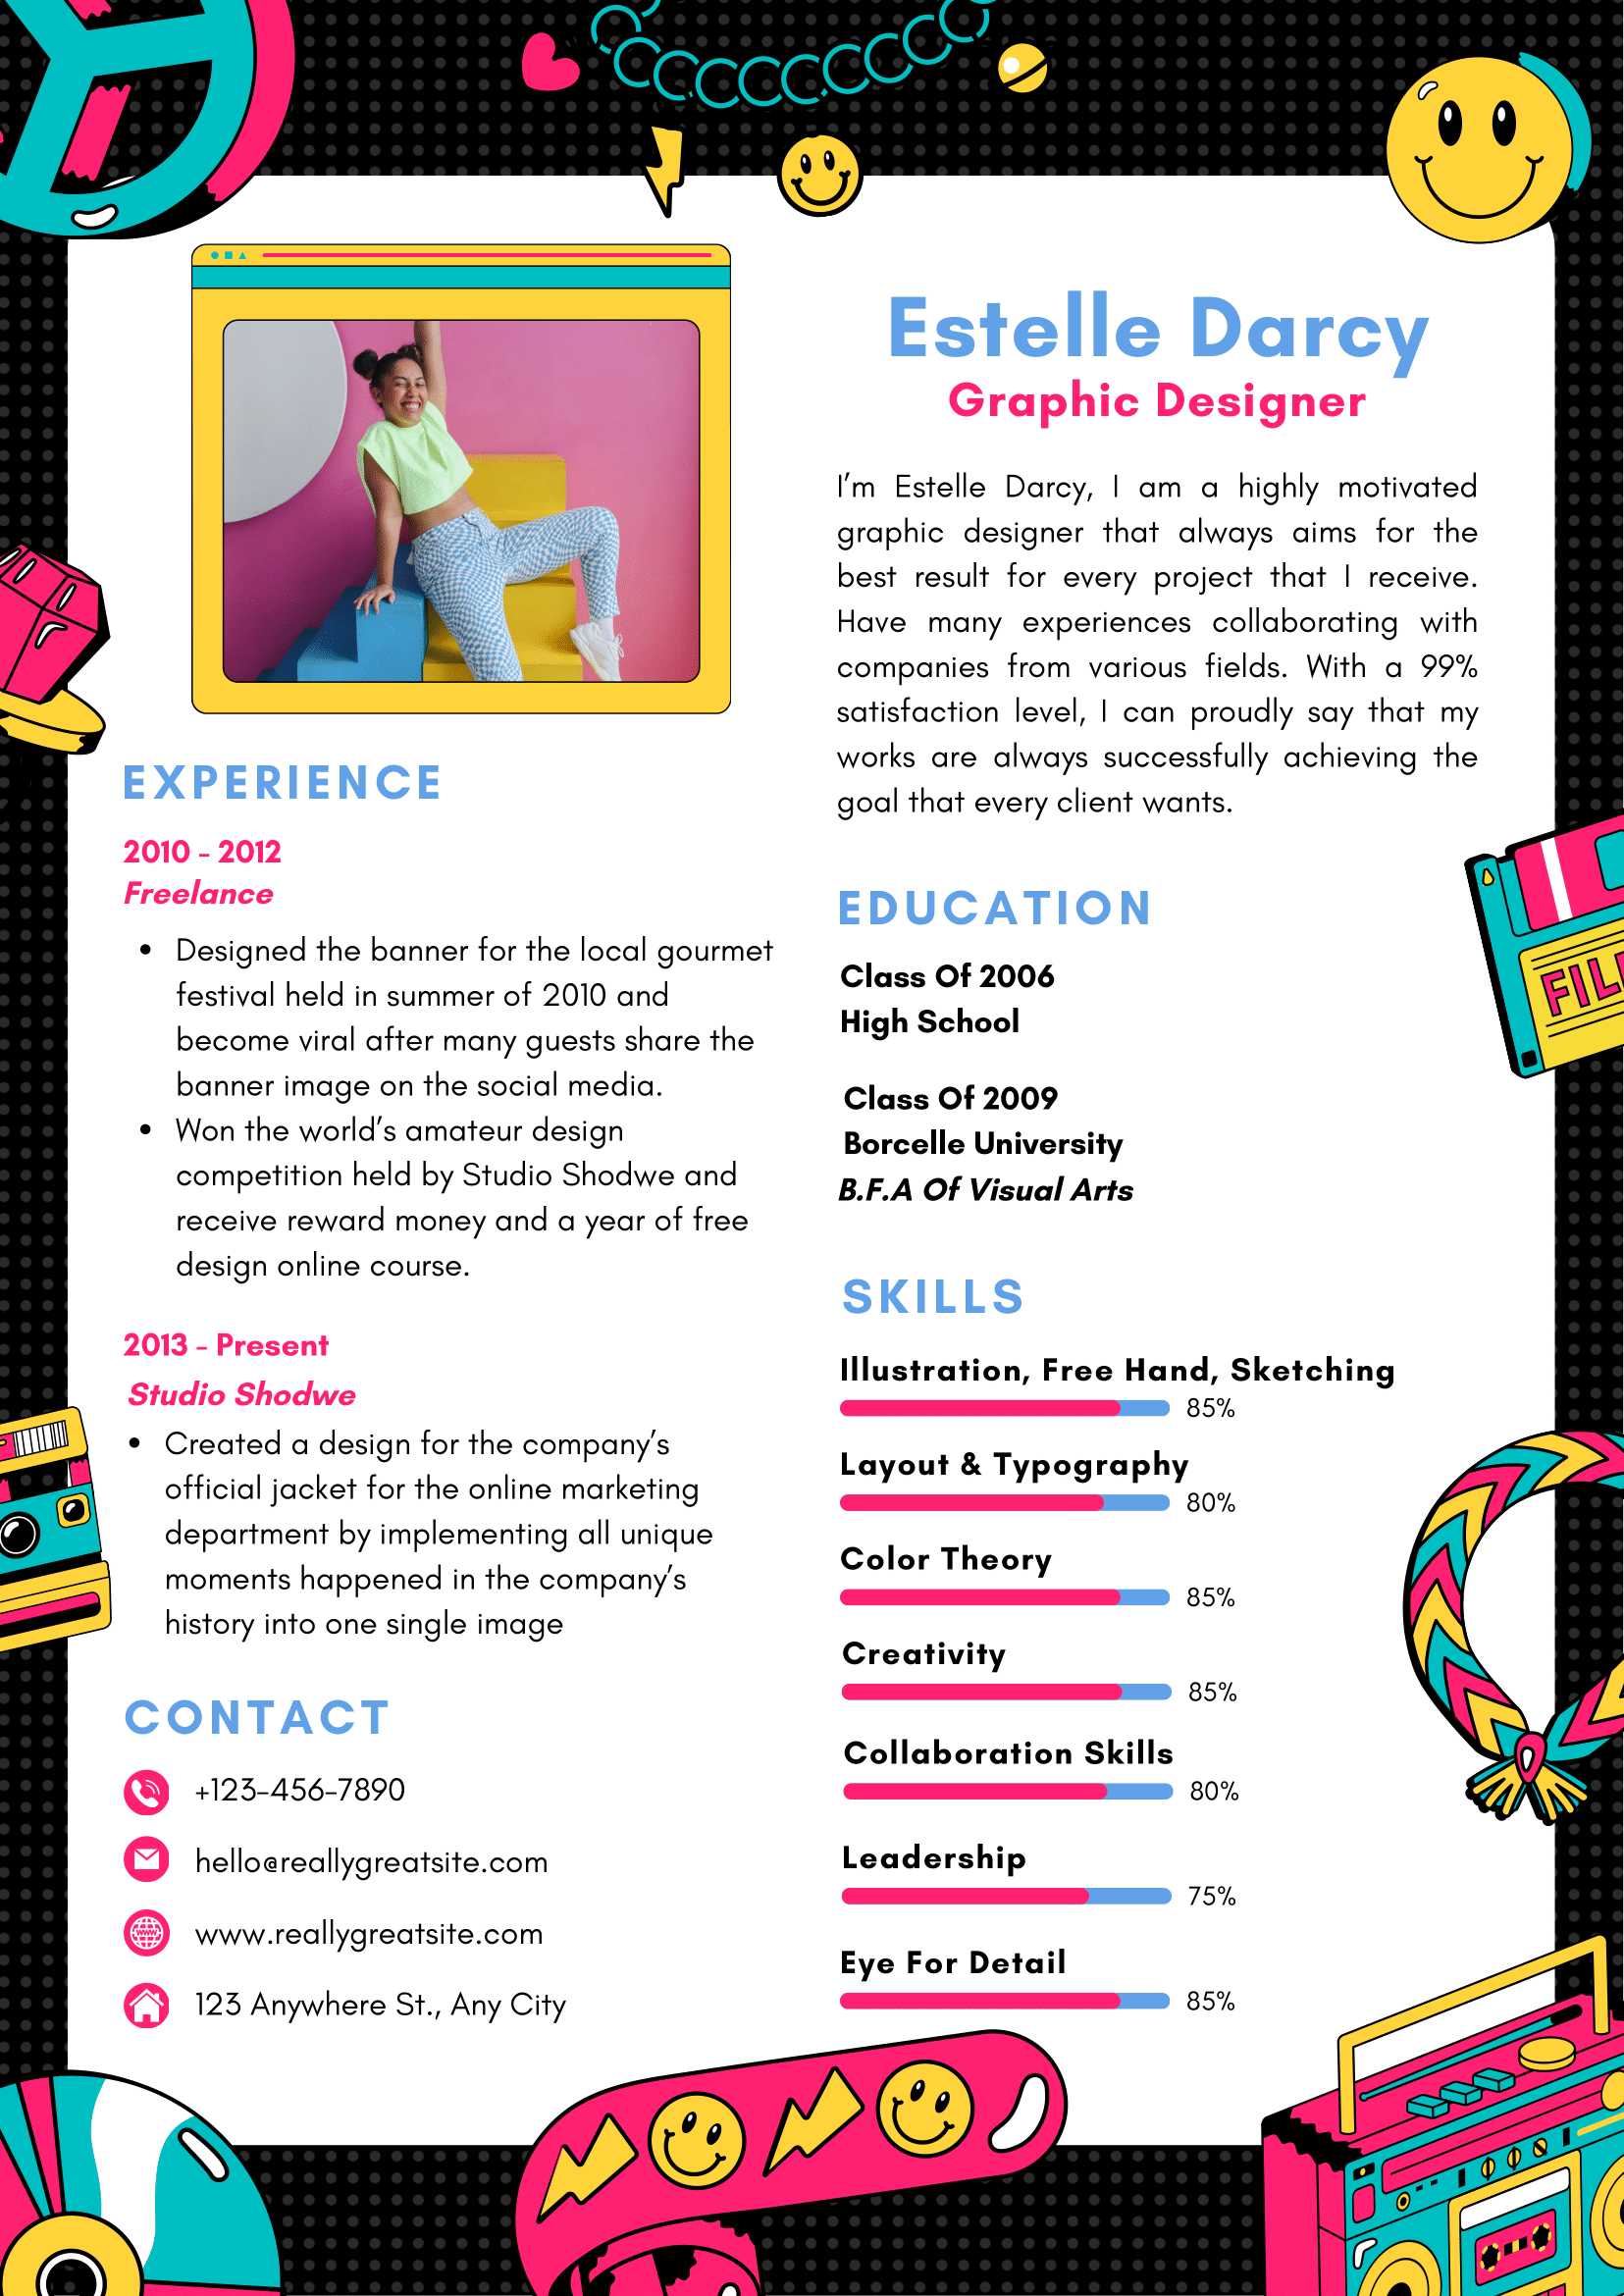 Estelle Darcy
Graphic Designer
I'm Estelle Darcy, I am a highly motivated
graphic designer that always aims for the
best result for every project that I receive.
Have many experiences collaborating with
companies from various fields. With a 99%
satisfaction level, I can proudly say that my
works are always successfully achieving the
goal that every client wants.
EXPERIENCE
2010 - 2012
Freelance
• Designed the banner for the local gourmet
festival held in summer of 2010 and
become viral after many guests share the
banner image on the social media.
• Won the world's amateur design
competition held by Studio Shodwe and
receive reward money and a year of free
design online course.
2013 - Present
Studio Shodwe
• Created a design for the company's
official jacket for the online marketing
department by implementing all unique
moments happened in the company's
history into one single image
CONTACT
+123-456-7890
hello@reallygreatsite.com
www.reallygreatsite.com
123 Anywhere St., Any City
EDUCATION
Class Of 2006
High School
Class Of 2009
Borcelle University
B.F.A Of Visual Arts
SKILLS
Illustration, Free Hand, Sketching
85%
Layout & Typography
80%
Color Theory
85%
Creativity
85%
Collaboration Skills
80%
Leadership
75%
Eye For Detail
85%